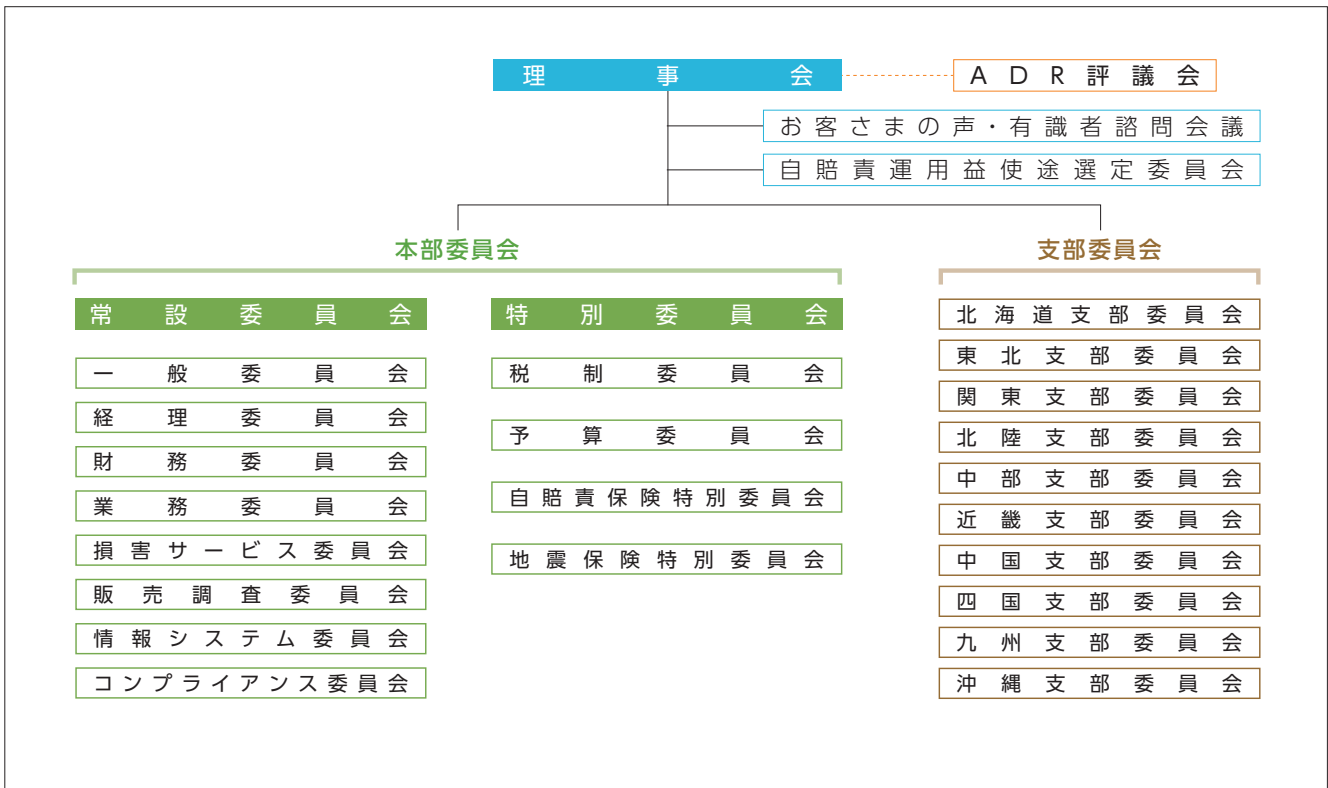 理事会
ADR評議会
お客さまの声・有識者諮問会議
自賠責運用益使途選定委員会
本部委員会
常設委員会
一般委員会
経理委員会
財務委員会
業務委員会
損害サービス委員会
販売調査委員会
情報システム委員会
コンプライアンス委員会
特別委員会
税制委員会
予算委員会
自賠責保険特別委員会
地震保険特別委員会
支部委員会
北海道支部委員会
東北支部委員会
関東支部委員会
北陸支部委員会
中部支部委員会
近畿支部委員会
中国支部委員会
四国支部委員会
九州支部委員会
沖縄支部委員会